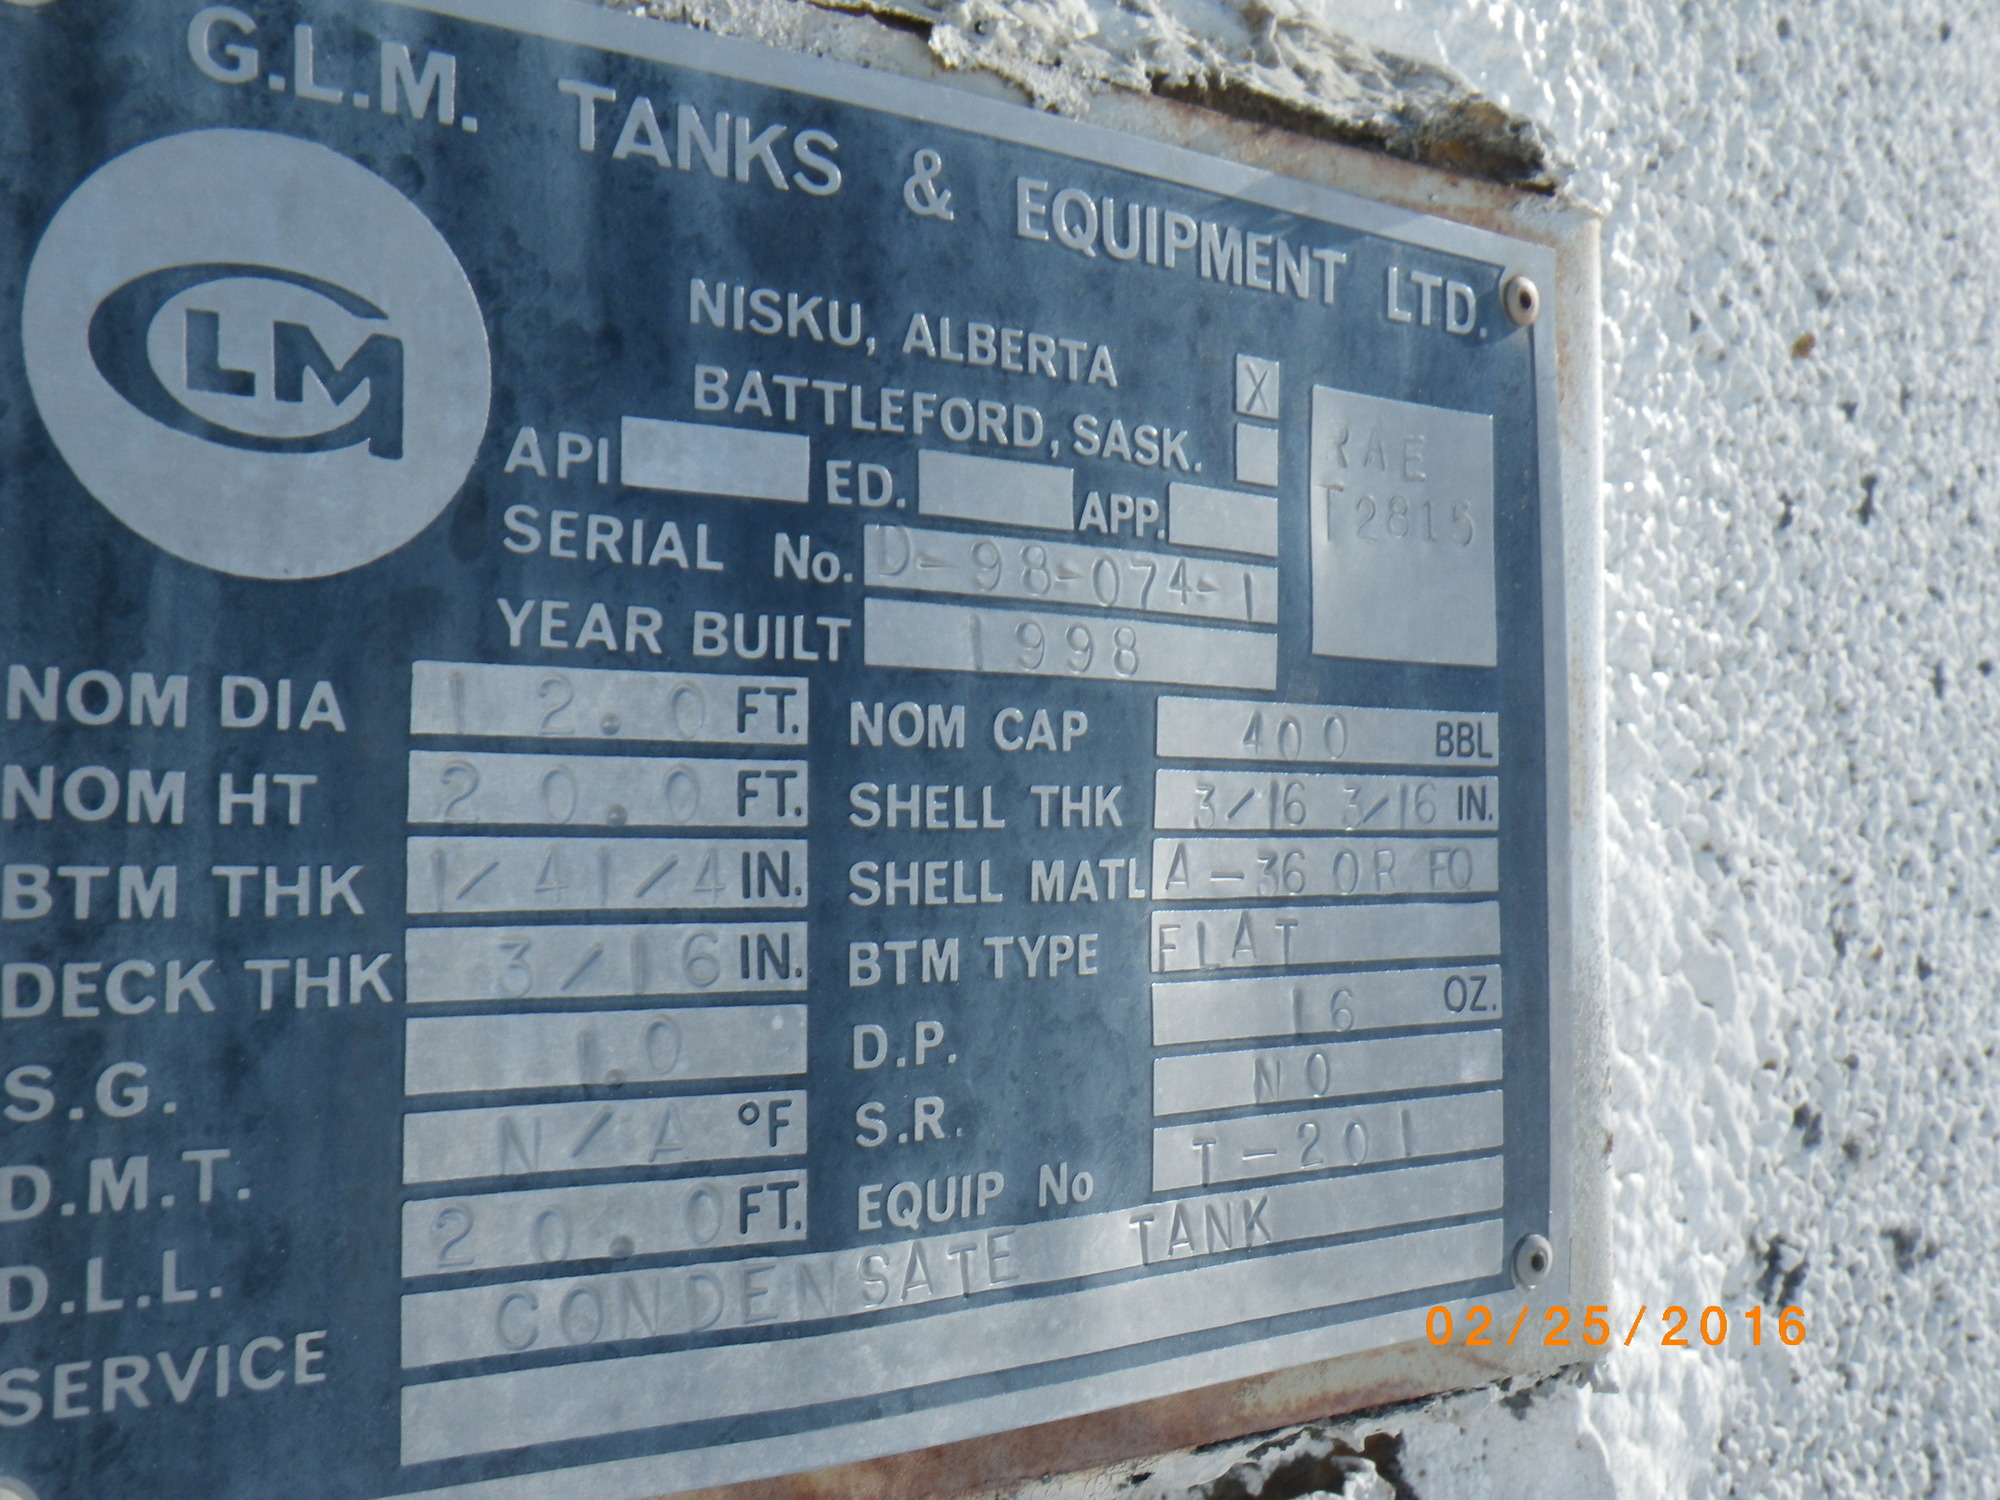 G.L.M. TANKS & EQUIPMENT LTD.
GLM
NISKU, ALBERTA X
BATTLEFORD, SASK.
RAE
T2815
API ED. APP.
SERIAL No. D-98-074-1
YEAR BUILT 1998
NOM DIA 12.0 FT. NOM CAP 400 BBL
NOM HT 20.0 FT. SHELL THK 3/16 3/16 IN.
BTM THK 1/4 1/4 IN. SHELL MATL A-36 OR EQ
DECK THK 3/16 IN. BTM TYPE FLAT
S.G. 1.0 D.P. 16 OZ.
D.M.T. N/A °F S.R. NO
D.L.L. 20.0 FT. EQUIP No T-201
SERVICE CONDENSATE TANK
02/25/2016